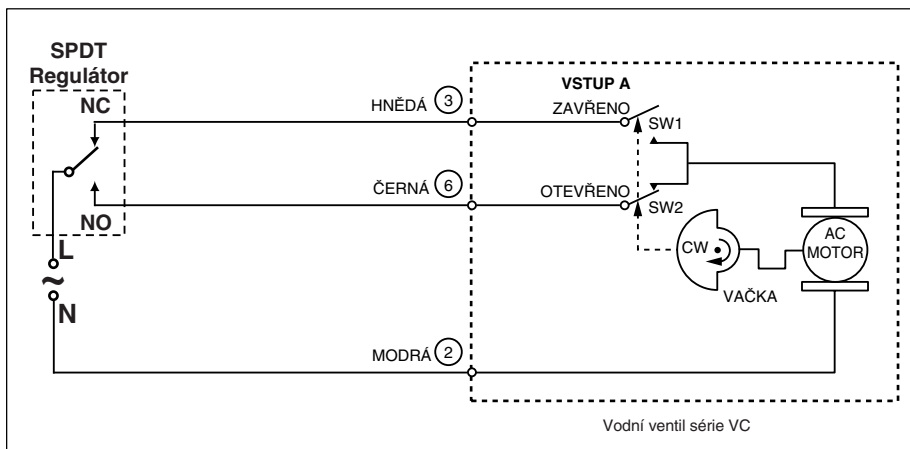 SPDT
Regulátor
NC
NO
L
~
N
HNĚDÁ 3
ČERNÁ 6
MODRÁ 2
VSTUP A
ZAVŘENO
SW1
OTEVŘENO
SW2
CW
VAČKA
AC
MOTOR
Vodní ventil série VC